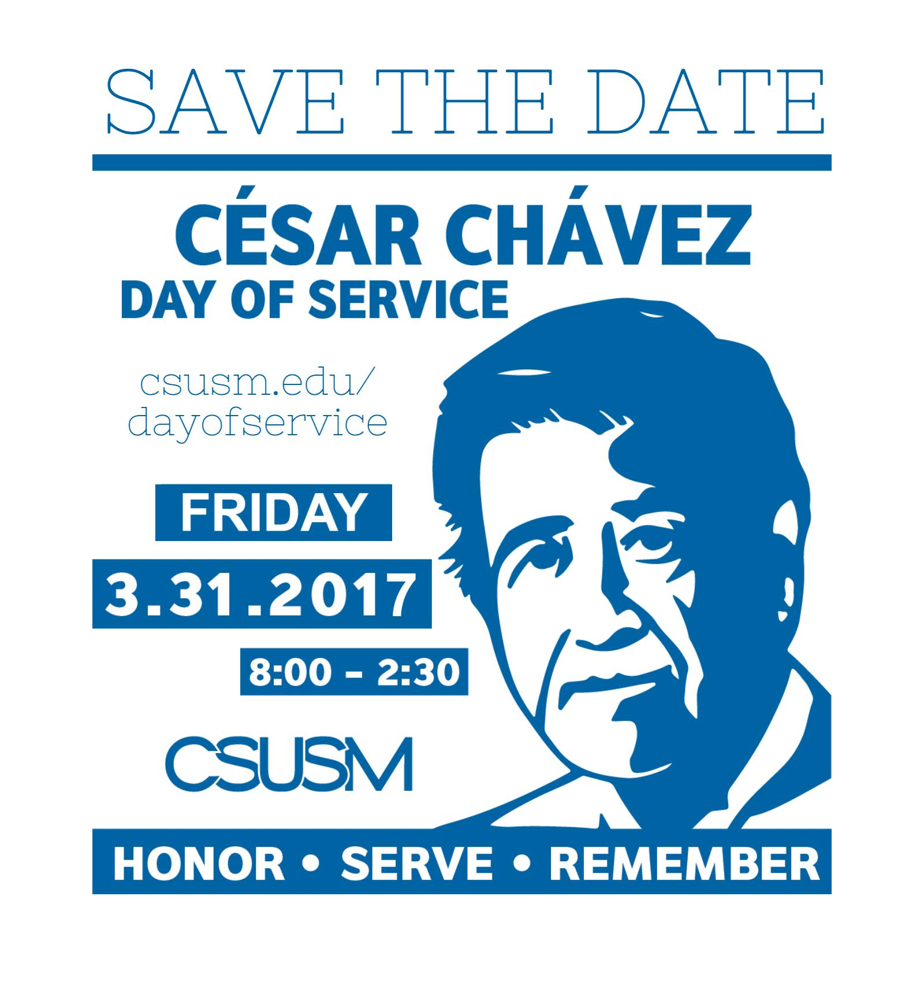 SAVE THE DATE
CÉSAR CHÁVEZ
DAY OF SERVICE
csusm.edu/
dayofservice
FRIDAY
3.31.2017
8:00 – 2:30
CSUSM
HONOR • SERVE • REMEMBER